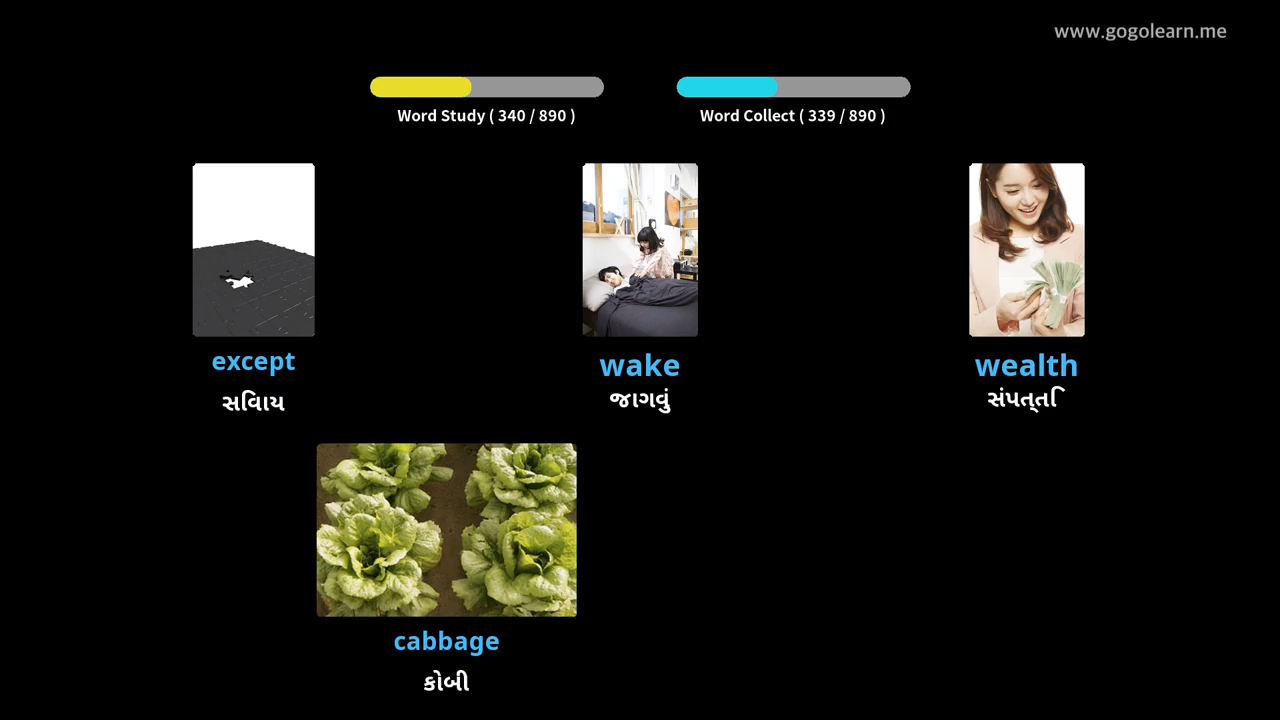 www.gogolearn.me
Word Study ( 340 / 890 )
Word Collect ( 339 / 890 )
except
સિવાય
wake
જાગવું
wealth
સંપત્તિ
cabbage
કોબી